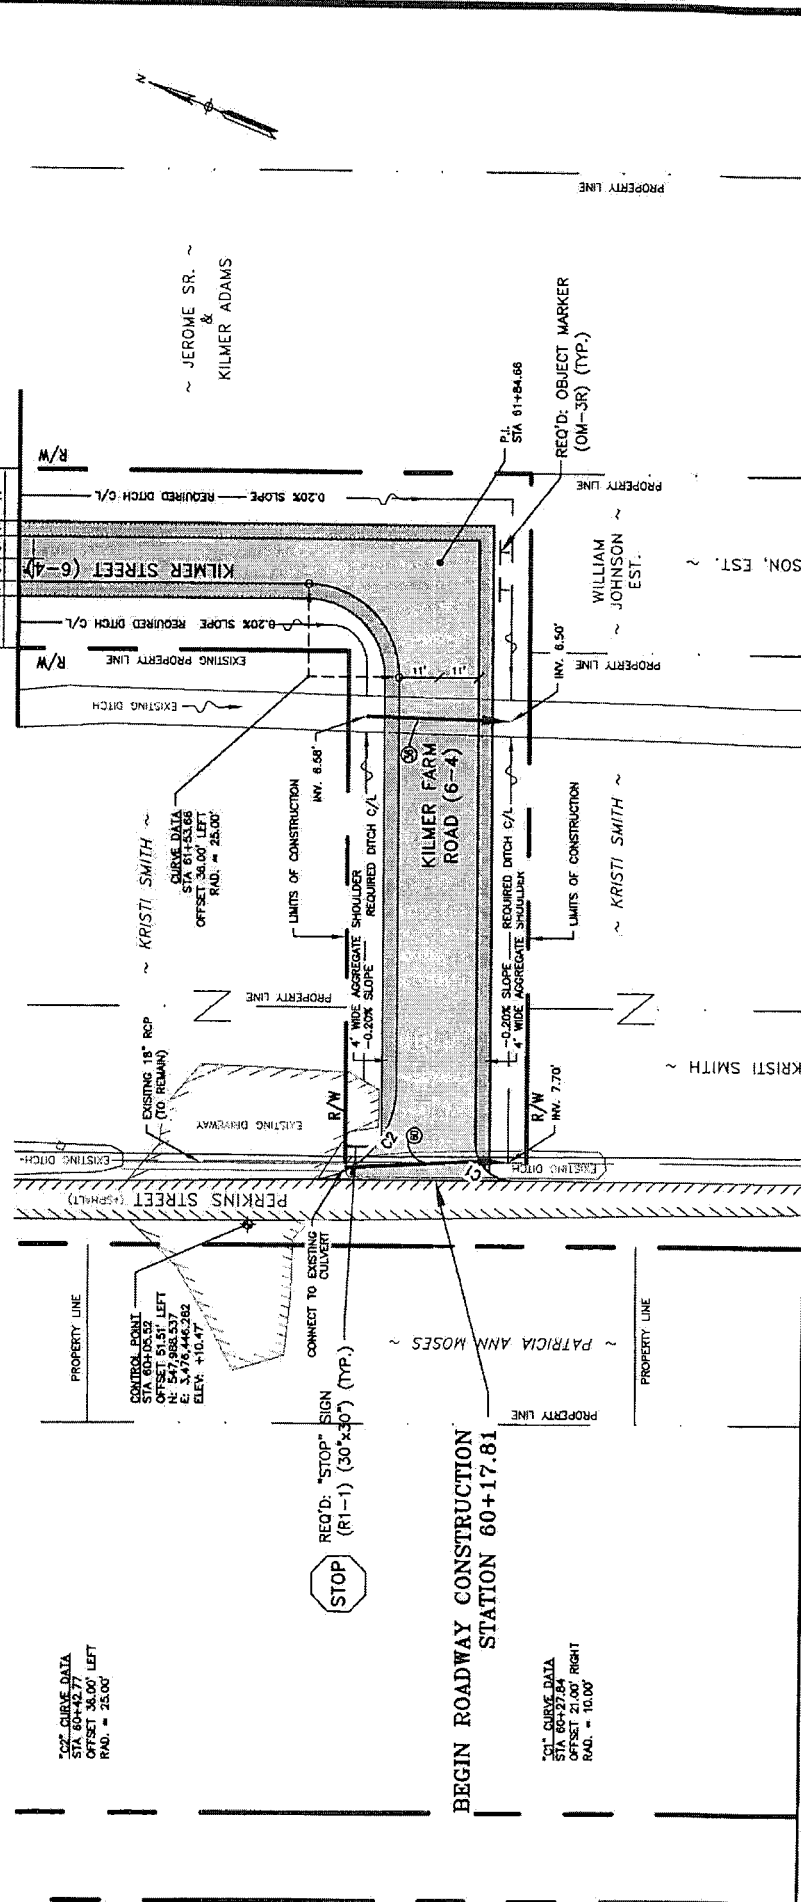 N
PROPERTY LINE
~ JEROME SR. ~
&
KILMER ADAMS
REQ'D: OBJECT MARKER
(OM-3R) (TYP.)
P.I.
STA 61+84.66
R/W
0.20% SLOPE
REQUIRED DITCH C/L
PROPERTY LINE
KILMER STREET (6-4)
WILLIAM
~ JOHNSON ~
EST.
SON, EST. ~
0.20% SLOPE
REQUIRED DITCH C/L
R/W
EXISTING PROPERTY LINE
PROPERTY LINE
11'
11'
INV. 6.50'
EXISTING DITCH
INV. 6.58'
36
KILMER FARM
ROAD (6-4)
CURVE DATA
STA 61+53.66
OFFSET 36.00' LEFT
RAD. = 25.00'
~ KRISTI SMITH ~
LIMITS OF CONSTRUCTION
4' WIDE AGGREGATE SHOULDER
-0.20% SLOPE
REQUIRED DITCH C/L
-0.20% SLOPE
REQUIRED DITCH C/L
4' WIDE AGGREGATE SHOULDER
LIMITS OF CONSTRUCTION
~ KRISTI SMITH ~
PROPERTY LINE
KRISTI SMITH ~
EXISITNG 18" RCP
(TO REMAIN)
EXISTING DRIVEWAY
R/W
C2
60
R/W
INV. 7.70'
EXISTING DITCH
EXISTING DITCH
C1
PERKINS STREET (ASPHALT)
CONNECT TO EXISTING
CULVERT
CONTROL POINT
STA 60+05.52
OFFSET 51.51' LEFT
N: 547,988.537
E: 3,476,446.282
ELEV: +10.47'
PROPERTY LINE
~ PATRICIA ANN MOSES ~
PROPERTY LINE
PROPERTY LINE
REQ'D: "STOP" SIGN
(R1-1) (30"x30") (TYP.)
STOP
BEGIN ROADWAY CONSTRUCTION
STATION 60+17.81
"C2" CURVE DATA
STA 60+42.77
OFFSET 36.00' LEFT
RAD. = 25.00'
"C1" CURVE DATA
STA 60+27.84
OFFSET 21.00' RIGHT
RAD. = 10.00'